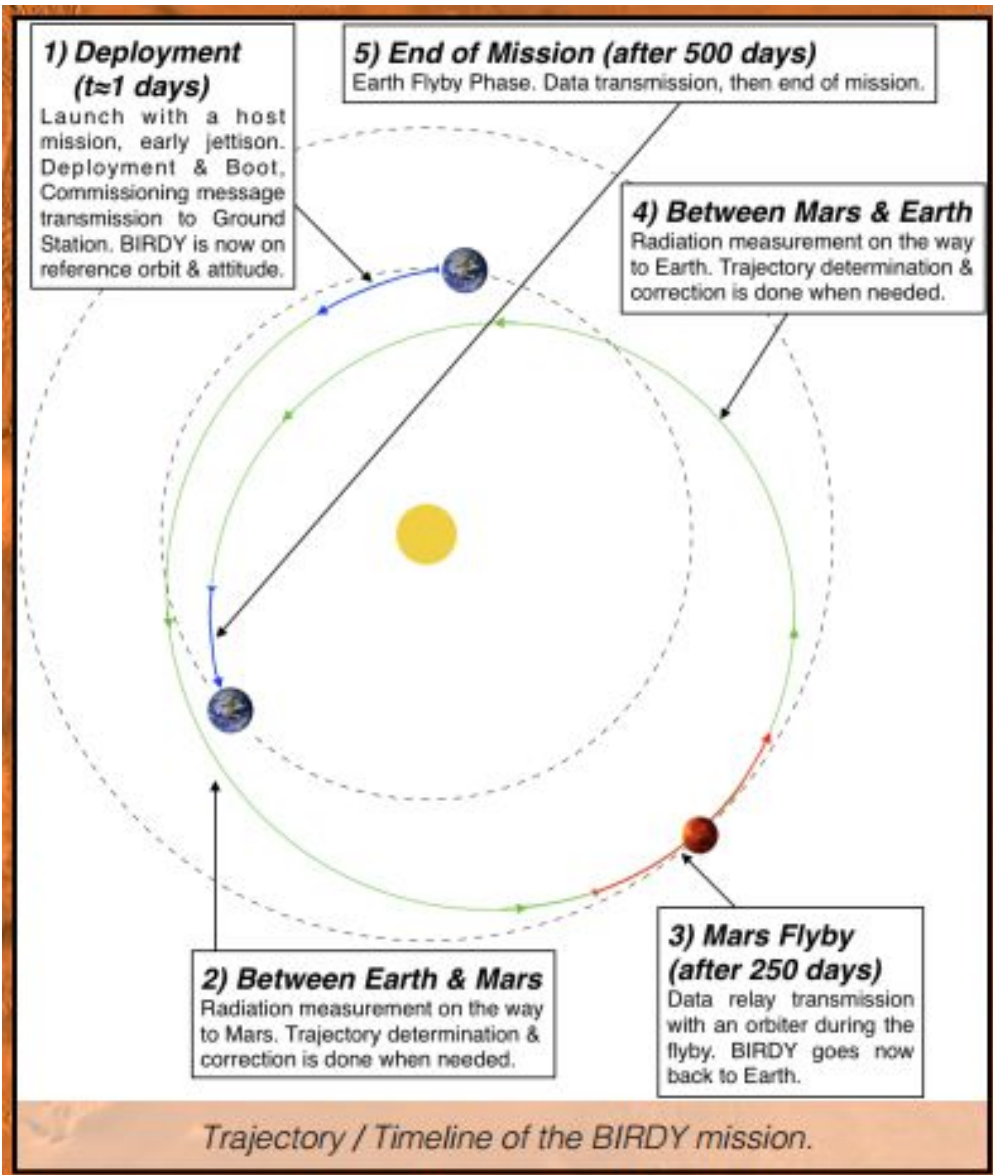 1) Deployment
(t≈1 days)
Launch with a host
mission, early jettison.
Deployment & Boot,
Commissioning message
transmission to Ground
Station. BIRDY is now on
reference orbit & attitude.
5) End of Mission (after 500 days)
Earth Flyby Phase. Data transmission, then end of mission.
4) Between Mars & Earth
Radiation measurement on the way
to Earth. Trajectory determination &
correction is done when needed.
2) Between Earth & Mars
Radiation measurement on the way
to Mars. Trajectory determination &
correction is done when needed.
3) Mars Flyby
(after 250 days)
Data relay transmission
with an orbiter during the
flyby. BIRDY goes now
back to Earth.
Trajectory / Timeline of the BIRDY mission.